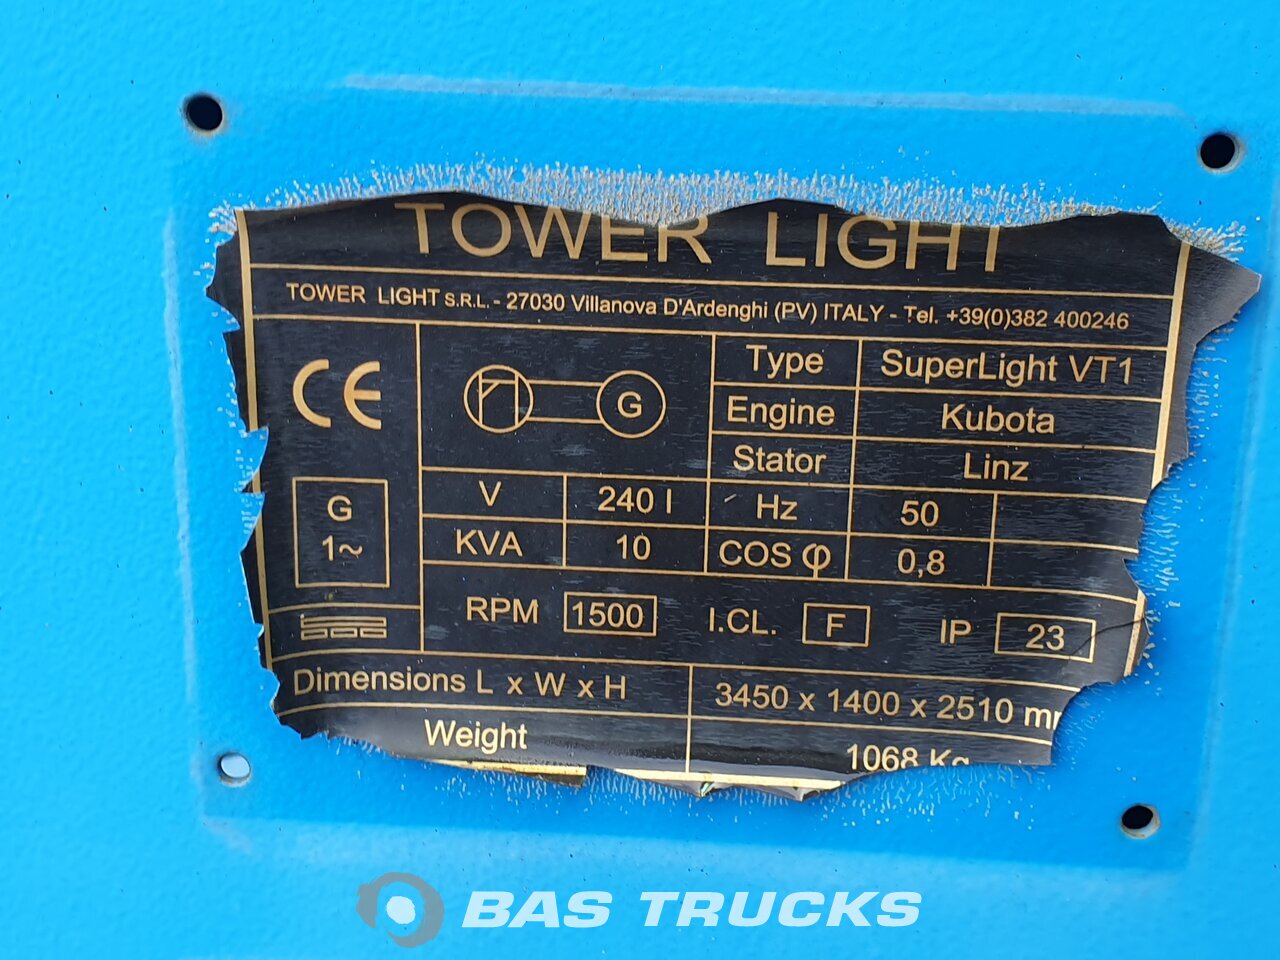 TOWER LIGHT
TOWER LIGHT S.R.L. - 27030 Villanova D'Ardenghi (PV) ITALY - Tel. +39(0)382 400246
CE
G
Type SuperLight VT1
Engine Kubota
Stator Linz
G
1~
V 240 I Hz 50
KVA 10 COS φ 0,8
RPM 1500 I.CL. F IP 23
Dimensions L x W x H 3450 x 1400 x 2510 mm
Weight 1068 Kg
BAS TRUCKS